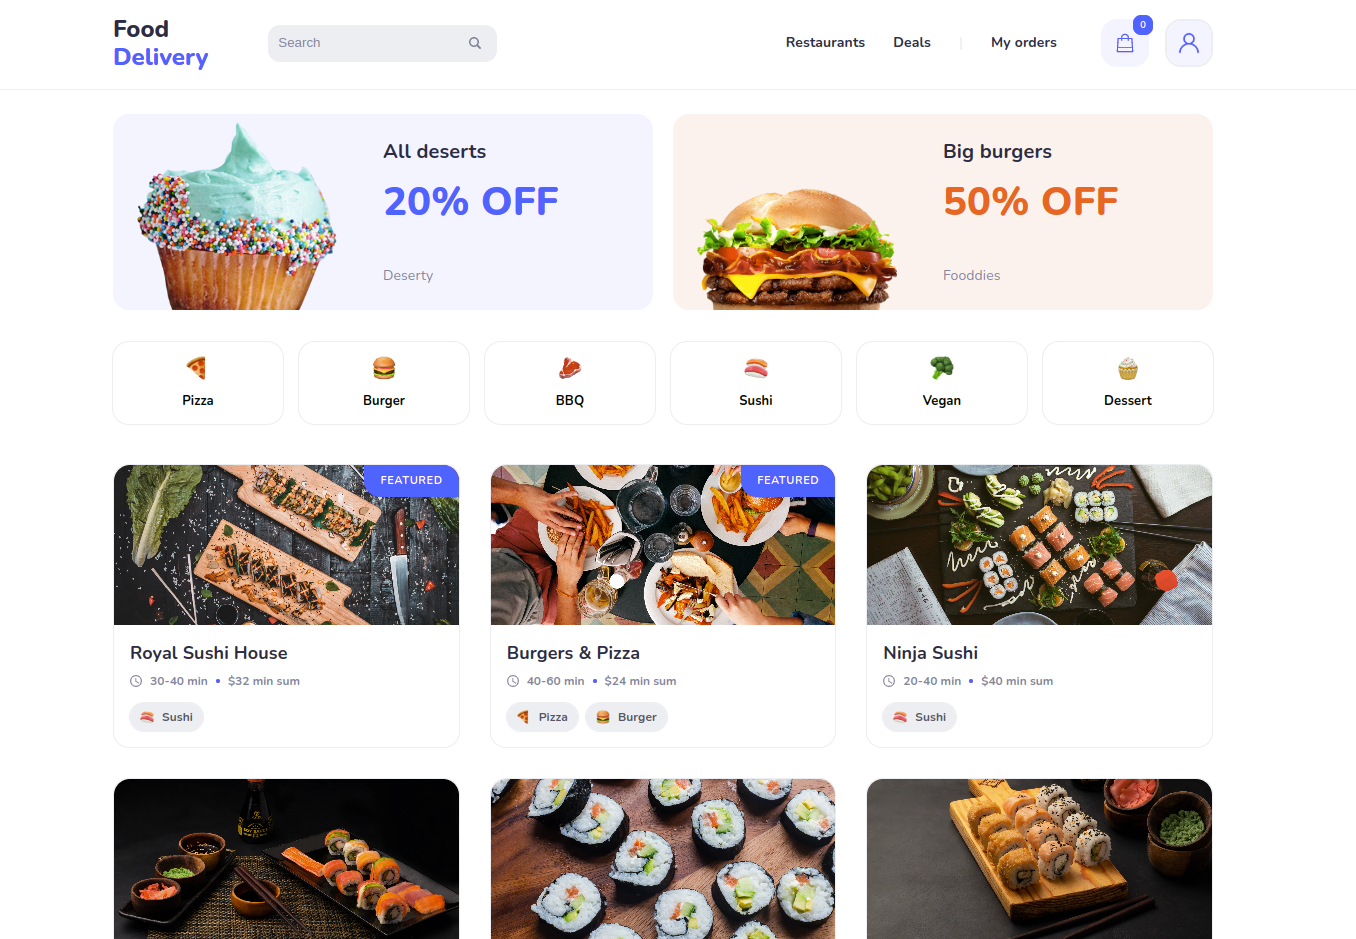 Food
Delivery
Search
Restaurants
Deals
My orders
0
All deserts
20% OFF
Deserty
Big burgers
50% OFF
Fooddies
Pizza
Burger
BBQ
Sushi
Vegan
Dessert
FEATURED
FEATURED
Royal Sushi House
30-40 min • $32 min sum
Sushi
Burgers & Pizza
40-60 min • $24 min sum
Pizza
Burger
Ninja Sushi
20-40 min • $40 min sum
Sushi